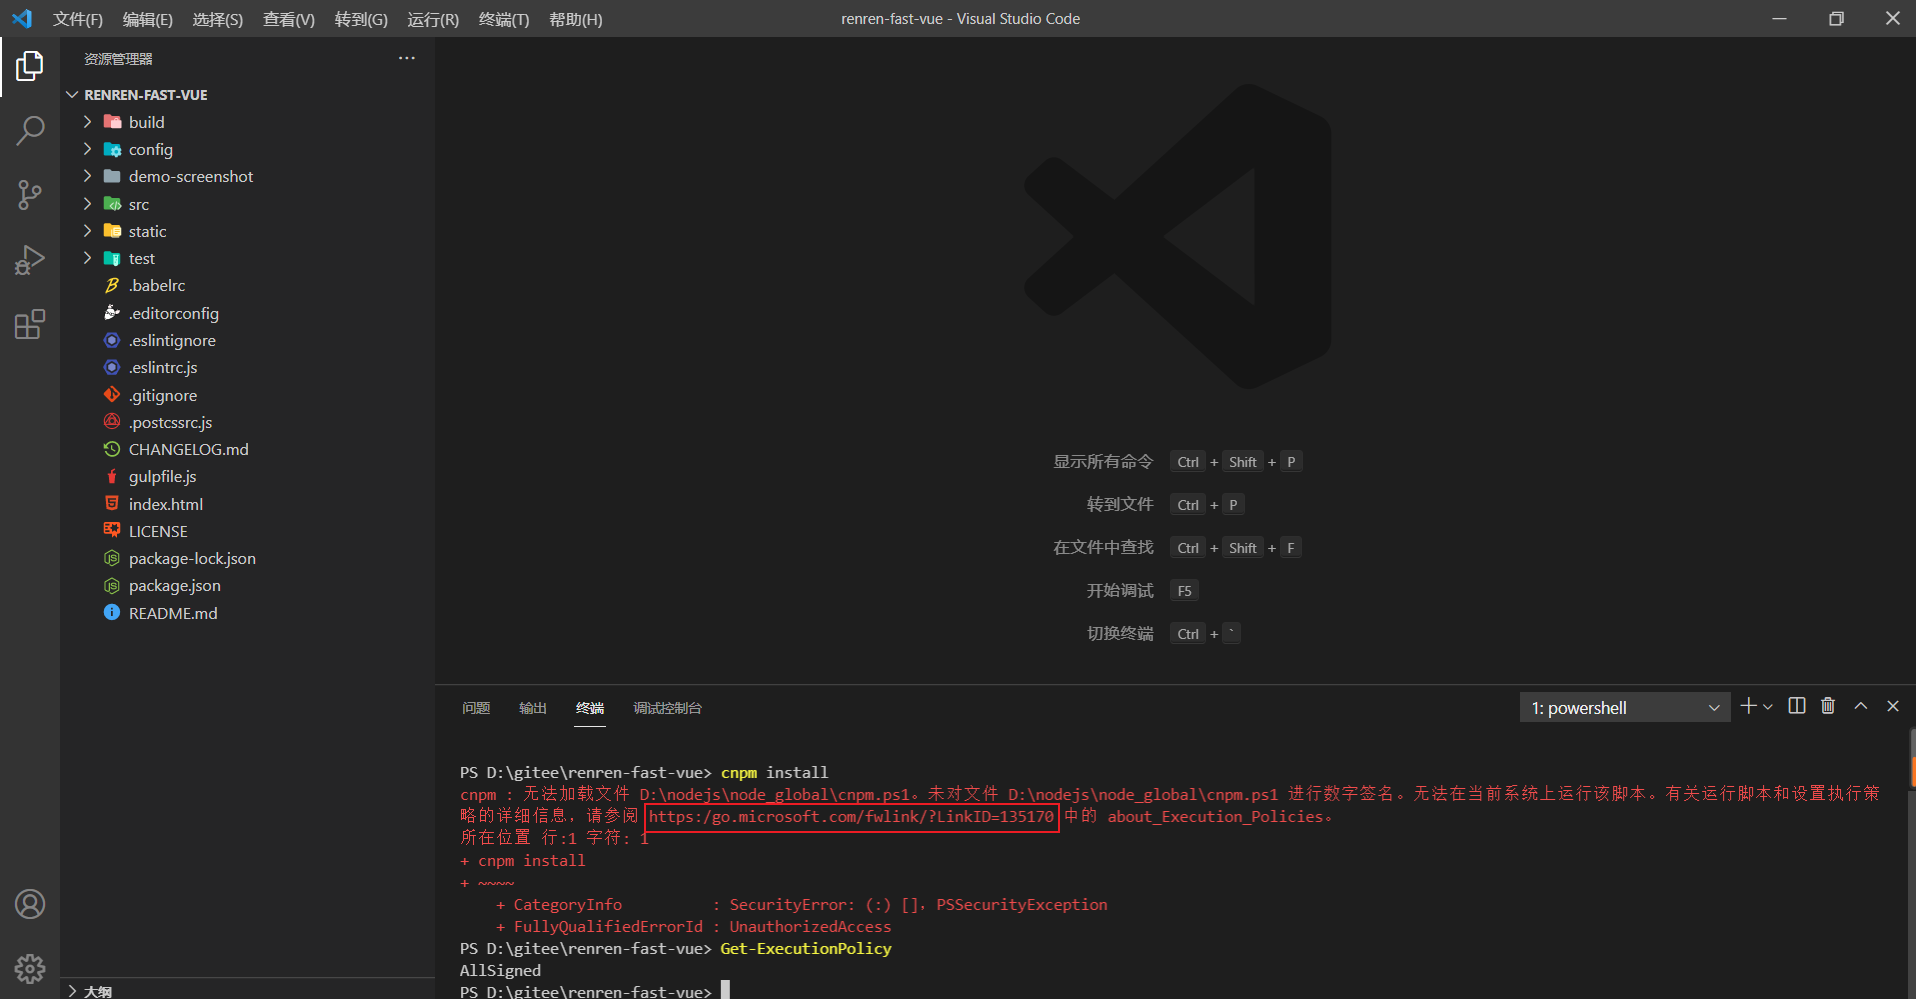 文件(F) 编辑(E) 选择(S) 查看(V) 转到(G) 运行(R) 终端(T) 帮助(H) renren-fast-vue - Visual Studio Code
资源管理器
RENREN-FAST-VUE
build
config
demo-screenshot
src
static
test
.babelrc
.editorconfig
.eslintignore
.eslintrc.js
.gitignore
.postcssrc.js
CHANGELOG.md
gulpfile.js
index.html
LICENSE
package-lock.json
package.json
README.md
大纲
显示所有命令 Ctrl + Shift + P
转到文件 Ctrl + P
在文件中查找 Ctrl + Shift + F
开始调试 F5
切换终端 Ctrl + `
问题 输出 终端 调试控制台 1: powershell
PS D:\gitee\renren-fast-vue> cnpm install
cnpm : 无法加载文件 D:\nodejs\node_global\cnpm.ps1。未对文件 D:\nodejs\node_global\cnpm.ps1 进行数字签名。无法在当前系统上运行该脚本。有关运行脚本和设置执行策
略的详细信息，请参阅 https:/go.microsoft.com/fwlink/?LinkID=135170 中的 about_Execution_Policies。
所在位置 行:1 字符: 1
+ cnpm install
+ ~~~~
+ CategoryInfo : SecurityError: (:) []，PSSecurityException
+ FullyQualifiedErrorId : UnauthorizedAccess
PS D:\gitee\renren-fast-vue> Get-ExecutionPolicy
AllSigned
PS D:\gitee\renren-fast-vue>